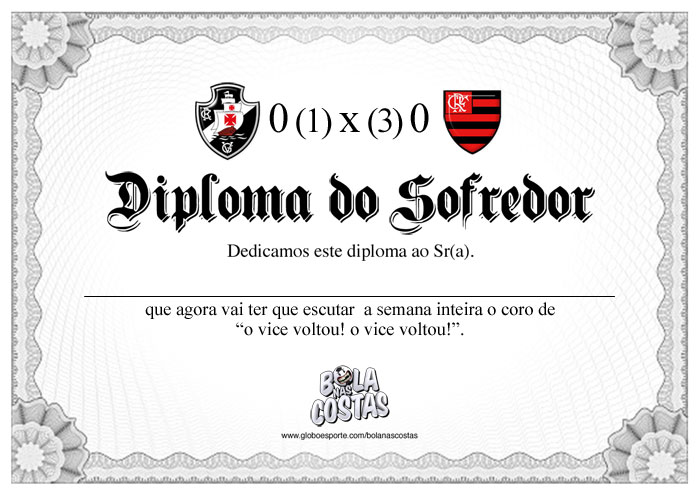 0 (1) x (3) 0
Diploma do Sofredor
Dedicamos este diploma ao Sr(a).
que agora vai ter que escutar a semana inteira o coro de
“o vice voltou! o vice voltou!”.
BOLA
NAS
COSTAS
www.globoesporte.com/bolanascostas